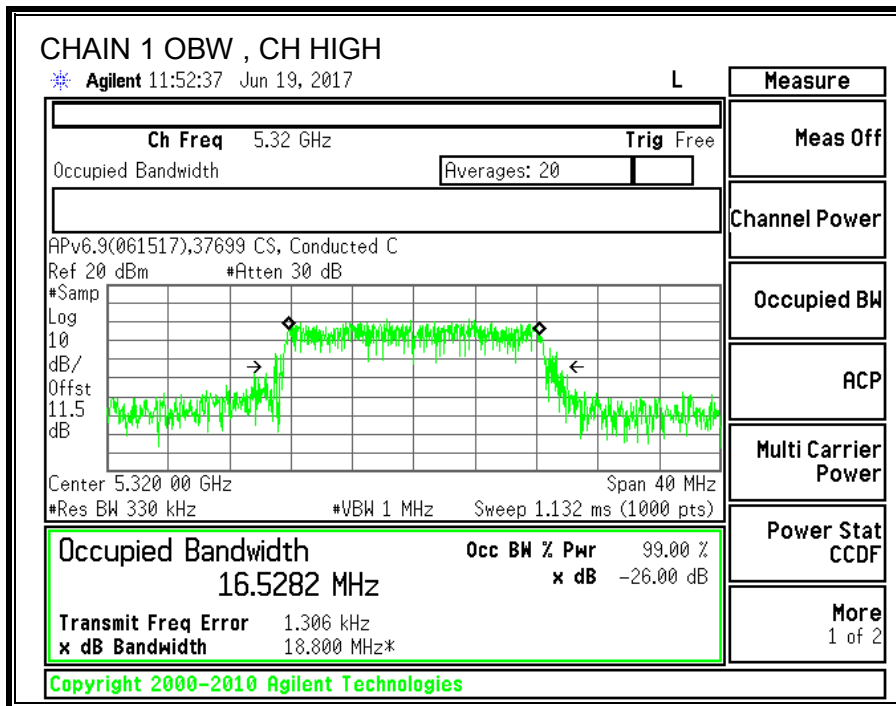 CHAIN 1 OBW , CH HIGH
Agilent 11:52:37 Jun 19, 2017 L
Measure
Ch Freq 5.32 GHz Trig Free
Meas Off
Occupied Bandwidth Averages: 20
Channel Power
APv6.9(061517),37699 CS, Conducted C
Ref 20 dBm #Atten 30 dB
#Samp
Log
10
dB/
Offst
11.5
dB
Occupied BW
ACP
Center 5.320 00 GHz Span 40 MHz
#Res BW 330 kHz #VBW 1 MHz Sweep 1.132 ms (1000 pts)
Multi Carrier
Power
Occupied Bandwidth Occ BW % Pwr 99.00 %
16.5282 MHz x dB -26.00 dB
Power Stat
CCDF
Transmit Freq Error 1.306 kHz
x dB Bandwidth 18.800 MHz*
More
1 of 2
Copyright 2000-2010 Agilent Technologies